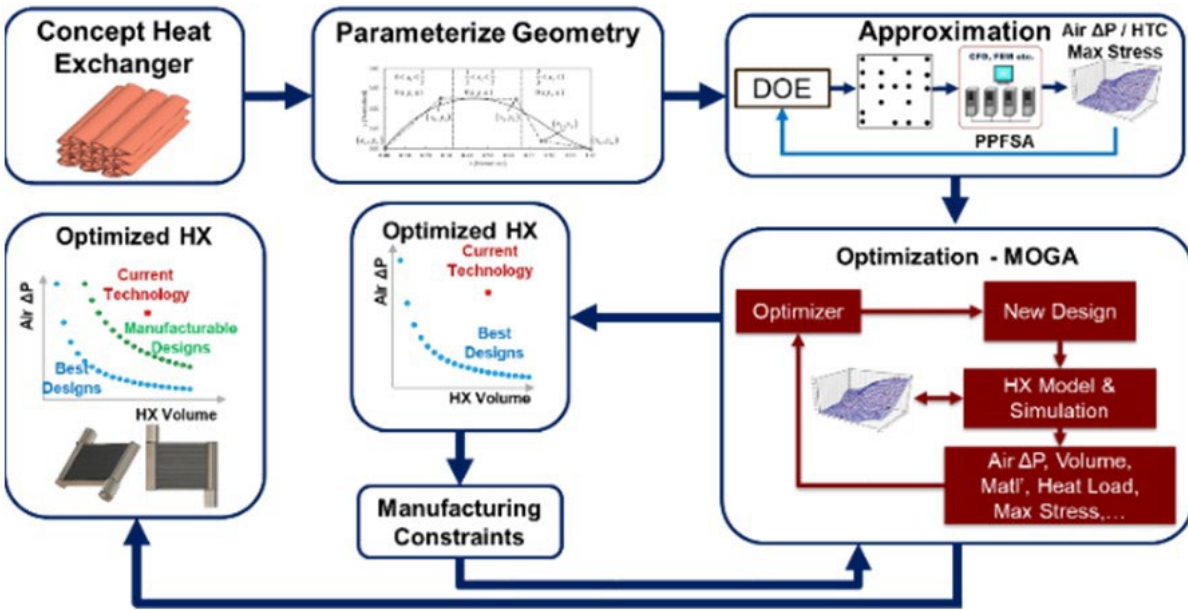 Concept Heat
Exchanger
Parameterize Geometry
Approximation
Air ΔP / HTC
Max Stress
DOE
CFD, FEM etc.
PPFSA
Optimized HX
Air ΔP
Current
Technology
Manufacturable
Designs
Best
Designs
HX Volume
Optimized HX
Air ΔP
Current
Technology
Best
Designs
HX Volume
Manufacturing
Constraints
Optimization - MOGA
Optimizer
New Design
HX Model &
Simulation
Air ΔP, Volume,
Matl', Heat Load,
Max Stress,...